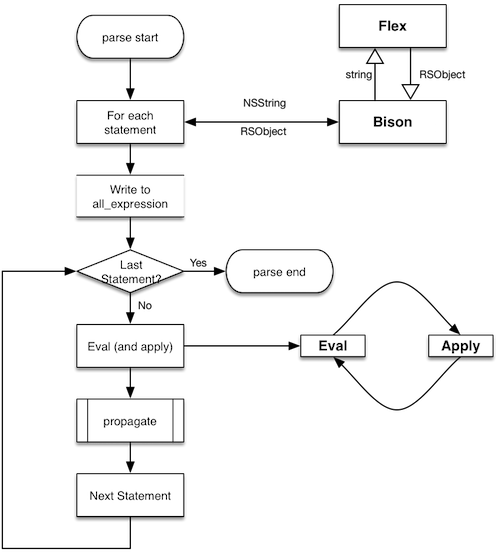 parse start
Flex
string
RSObject
For each
statement
NSString
RSObject
Bison
Write to
all_expression
Last
Statement?
Yes
parse end
No
Eval (and apply)
Eval
Apply
propagate
Next Statement